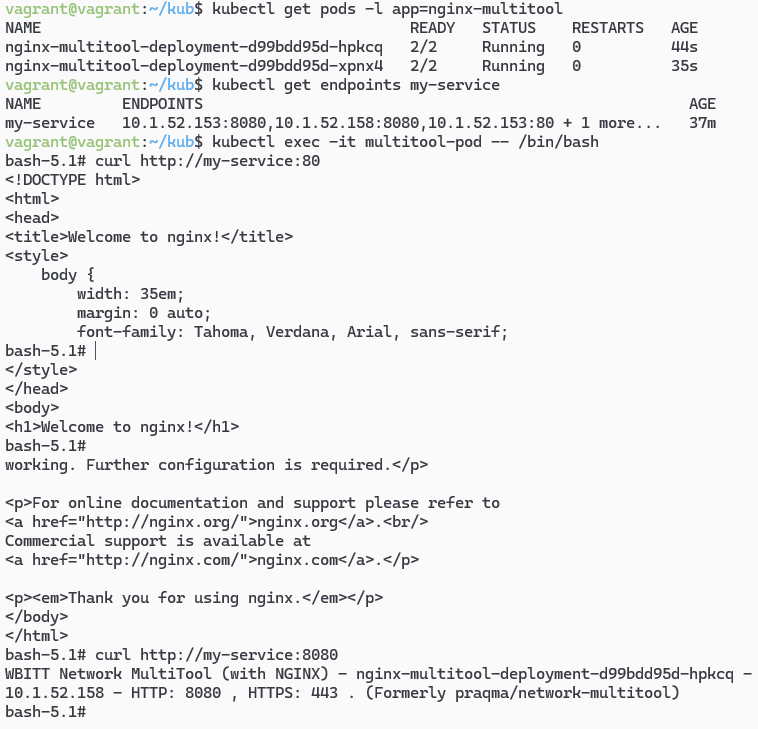 vagrant@vagrant:~/kub$ kubectl get pods -l app=nginx-multitool
NAME                                         READY   STATUS    RESTARTS   AGE
nginx-multitool-deployment-d99bdd95d-hpkcq   2/2     Running   0          44s
nginx-multitool-deployment-d99bdd95d-xpnx4   2/2     Running   0          35s
vagrant@vagrant:~/kub$ kubectl get endpoints my-service
NAME         ENDPOINTS                                                      AGE
my-service   10.1.52.153:8080,10.1.52.158:8080,10.1.52.153:80 + 1 more...   37m
vagrant@vagrant:~/kub$ kubectl exec -it multitool-pod -- /bin/bash
bash-5.1# curl http://my-service:80
<!DOCTYPE html>
<html>
<head>
<title>Welcome to nginx!</title>
<style>
    body {
        width: 35em;
        margin: 0 auto;
        font-family: Tahoma, Verdana, Arial, sans-serif;
bash-5.1#
</style>
</head>
<body>
<h1>Welcome to nginx!</h1>
bash-5.1#
working. Further configuration is required.</p>

<p>For online documentation and support please refer to
<a href="http://nginx.org/">nginx.org</a>.<br/>
Commercial support is available at
<a href="http://nginx.com/">nginx.com</a>.</p>

<p><em>Thank you for using nginx.</em></p>
</body>
</html>
bash-5.1# curl http://my-service:8080
WBITT Network MultiTool (with NGINX) - nginx-multitool-deployment-d99bdd95d-hpkcq -
10.1.52.158 - HTTP: 8080 , HTTPS: 443 . (Formerly praqma/network-multitool)
bash-5.1#